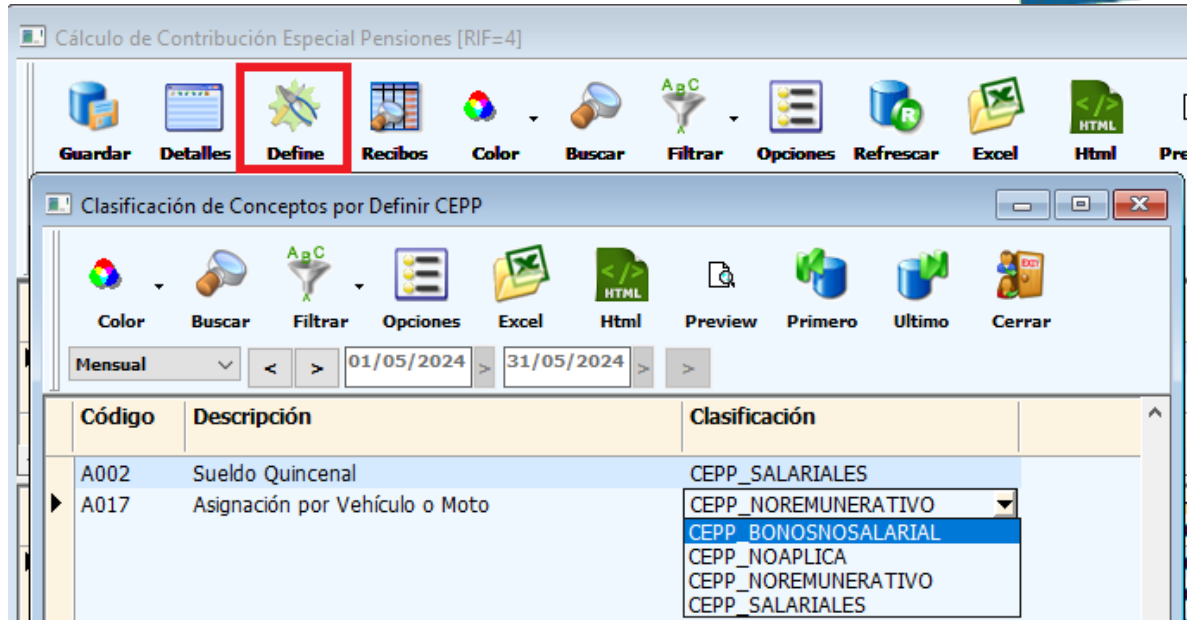 Cálculo de Contribución Especial Pensiones [RIF=4]
Guardar Detalles Define Recibos Color Buscar Filtrar Opciones Refrescar Excel Html Pre
Clasificación de Conceptos por Definir CEPP
Color Buscar Filtrar Opciones Excel Html Preview Primero Ultimo Cerrar
Mensual < > 01/05/2024 > 31/05/2024 > >
Código Descripción Clasificación
A002 Sueldo Quincenal CEPP_SALARIALES
A017 Asignación por Vehículo o Moto CEPP_NOREMUNERATIVO
CEPP_BONOSNOSALARIAL
CEPP_NOAPLICA
CEPP_NOREMUNERATIVO
CEPP_SALARIALES